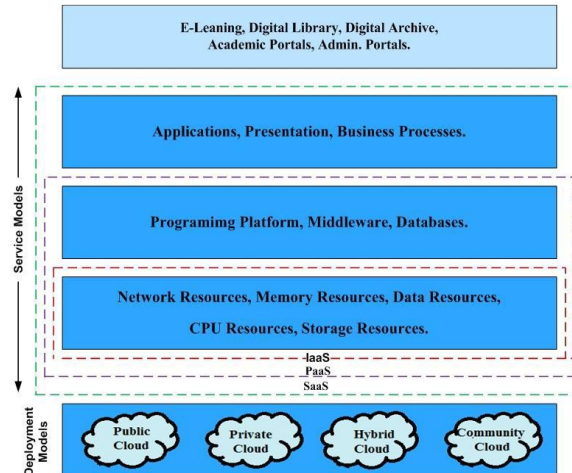 E-Leaning, Digital Library, Digital Archive,
Academic Portals, Admin. Portals.
Service Models
Applications, Presentation, Business Processes.
Programimg Platform, Middleware, Databases.
Network Resources, Memory Resources, Data Resources,
CPU Resources, Storage Resources.
IaaS
PaaS
SaaS
Deployment
Models
Public
Cloud
Private
Cloud
Hybrid
Cloud
Community
Cloud